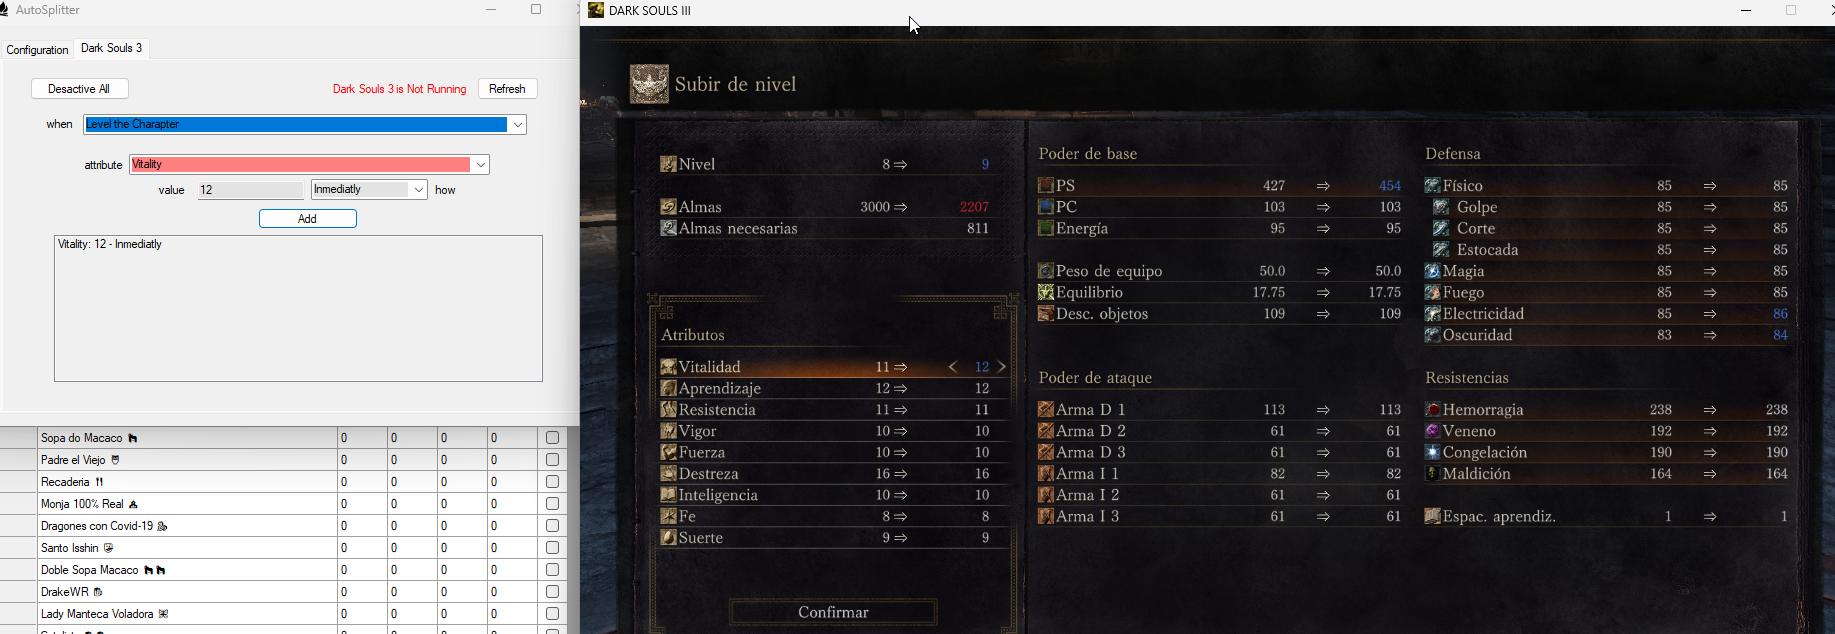 AutoSplitter
Configuration
Dark Souls 3
Desactive All
Dark Souls 3 is Not Running
Refresh
when
Level the Charapter
attribute
Vitality
value
12
Inmediatly
how
Add
Vitality: 12 - Inmediatly
Sopa do Macaco 0 0 0 0
Padre el Viejo 0 0 0 0
Recaderia 0 0 0 0
Monja 100% Real 0 0 0 0
Dragones con Covid-19 0 0 0 0
Santo Isshin 0 0 0 0
Doble Sopa Macaco 0 0 0 0
DrakeWR 0 0 0 0
Lady Manteca Voladora 0 0 0 0
DARK SOULS III
Subir de nivel
Nivel 8 ⇒ 9
Almas 3000 ⇒ 2207
Almas necesarias 811
Atributos
Vitalidad 11 ⇒ < 12 >
Aprendizaje 12 ⇒ 12
Resistencia 11 ⇒ 11
Vigor 10 ⇒ 10
Fuerza 10 ⇒ 10
Destreza 16 ⇒ 16
Inteligencia 10 ⇒ 10
Fe 8 ⇒ 8
Suerte 9 ⇒ 9
Confirmar
Poder de base
PS 427 ⇒ 454
PC 103 ⇒ 103
Energía 95 ⇒ 95
Peso de equipo 50.0 ⇒ 50.0
Equilibrio 17.75 ⇒ 17.75
Desc. objetos 109 ⇒ 109
Poder de ataque
Arma D 1 113 ⇒ 113
Arma D 2 61 ⇒ 61
Arma D 3 61 ⇒ 61
Arma I 1 82 ⇒ 82
Arma I 2 61 ⇒ 61
Arma I 3 61 ⇒ 61
Defensa
Físico 85 ⇒ 85
Golpe 85 ⇒ 85
Corte 85 ⇒ 85
Estocada 85 ⇒ 85
Magia 85 ⇒ 85
Fuego 85 ⇒ 85
Electricidad 85 ⇒ 86
Oscuridad 83 ⇒ 84
Resistencias
Hemorragia 238 ⇒ 238
Veneno 192 ⇒ 192
Congelación 190 ⇒ 190
Maldición 164 ⇒ 164
Espac. aprendiz. 1 ⇒ 1